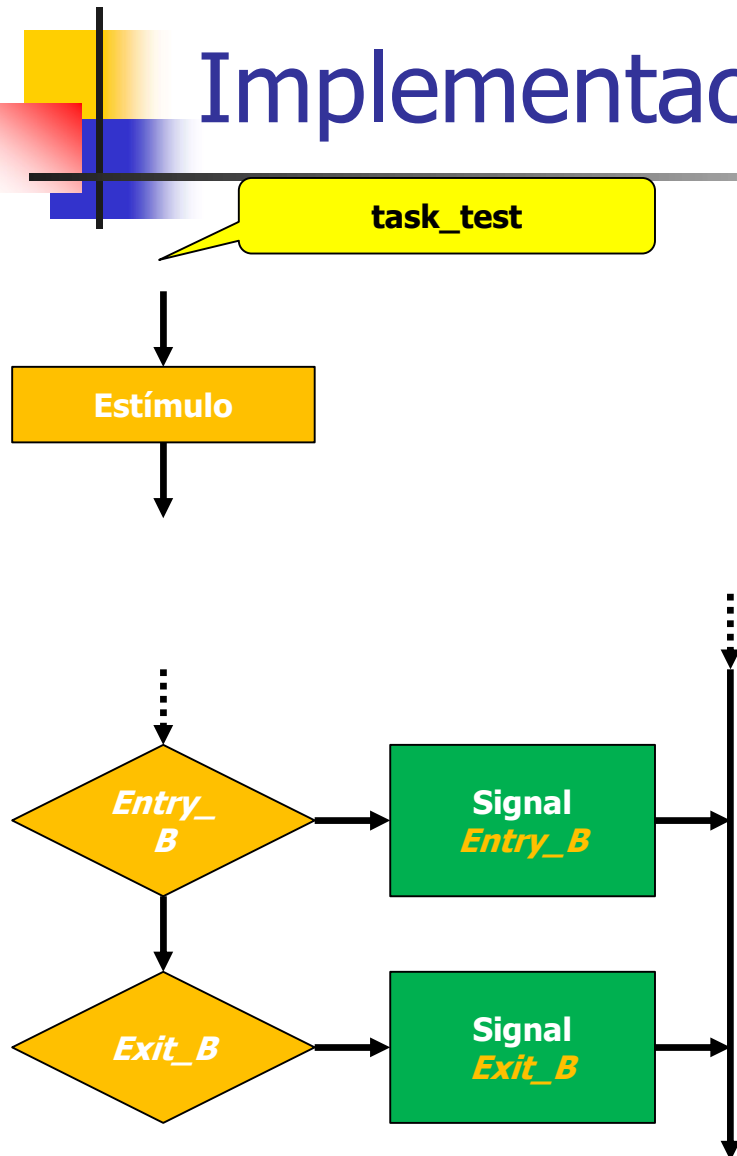 Implementac
task_test
Estímulo
Entry_
B
Signal
Entry_B
Exit_B
Signal
Exit_B